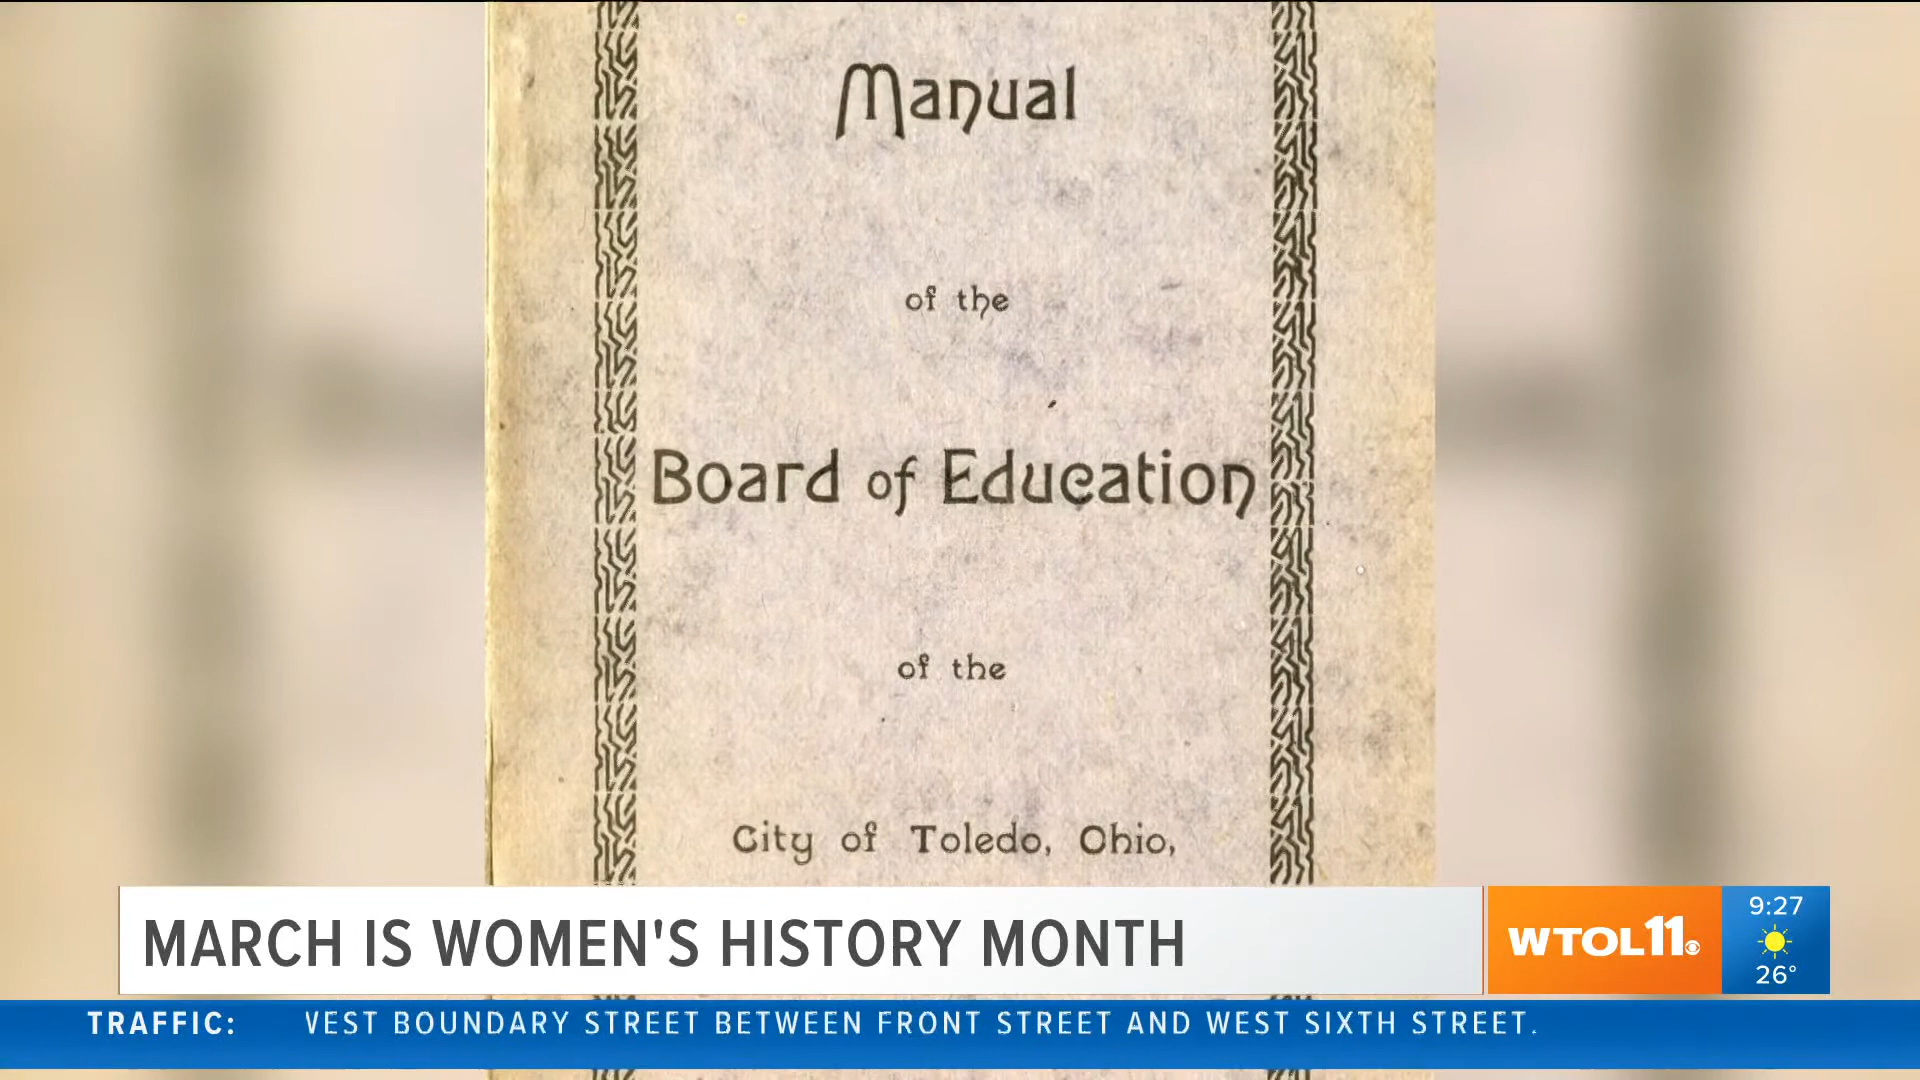 Manual
of the
Board of Education
of the
City of Toledo, Ohio,
MARCH IS WOMEN'S HISTORY MONTH
WTOL11
9:27
26°
TRAFFIC: WEST BOUNDARY STREET BETWEEN FRONT STREET AND WEST SIXTH STREET.